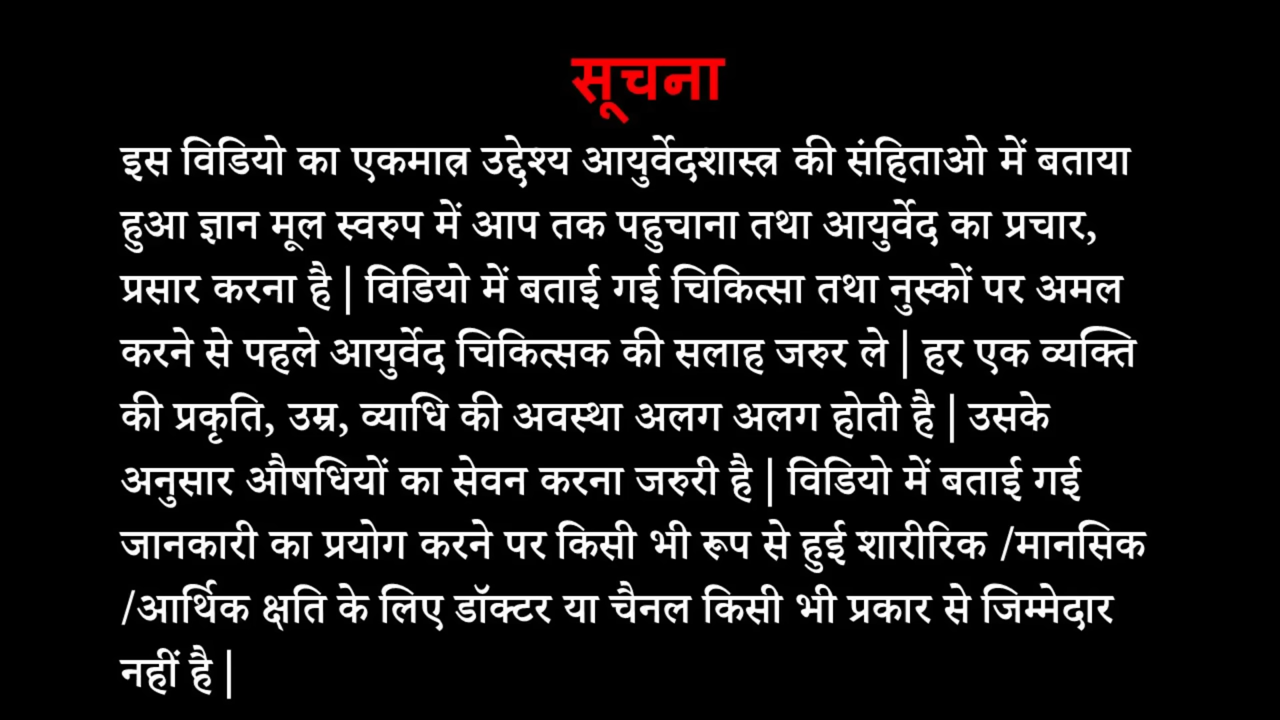 सूचना
इस विडियो का एकमात्र उद्देश्य आयुर्वेदशास्त्र की संहिताओ में बताया
हुआ ज्ञान मूल स्वरुप में आप तक पहुचाना तथा आयुर्वेद का प्रचार,
प्रसार करना है | विडियो में बताई गई चिकित्सा तथा नुस्कों पर अमल
करने से पहले आयुर्वेद चिकित्सक की सलाह जरुर ले | हर एक व्यक्ति
की प्रकृति, उम्र, व्याधि की अवस्था अलग अलग होती है | उसके
अनुसार औषधियों का सेवन करना जरुरी है | विडियो में बताई गई
जानकारी का प्रयोग करने पर किसी भी रूप से हुई शारीरिक /मानसिक
/आर्थिक क्षति के लिए डॉक्टर या चैनल किसी भी प्रकार से जिम्मेदार
नहीं है |